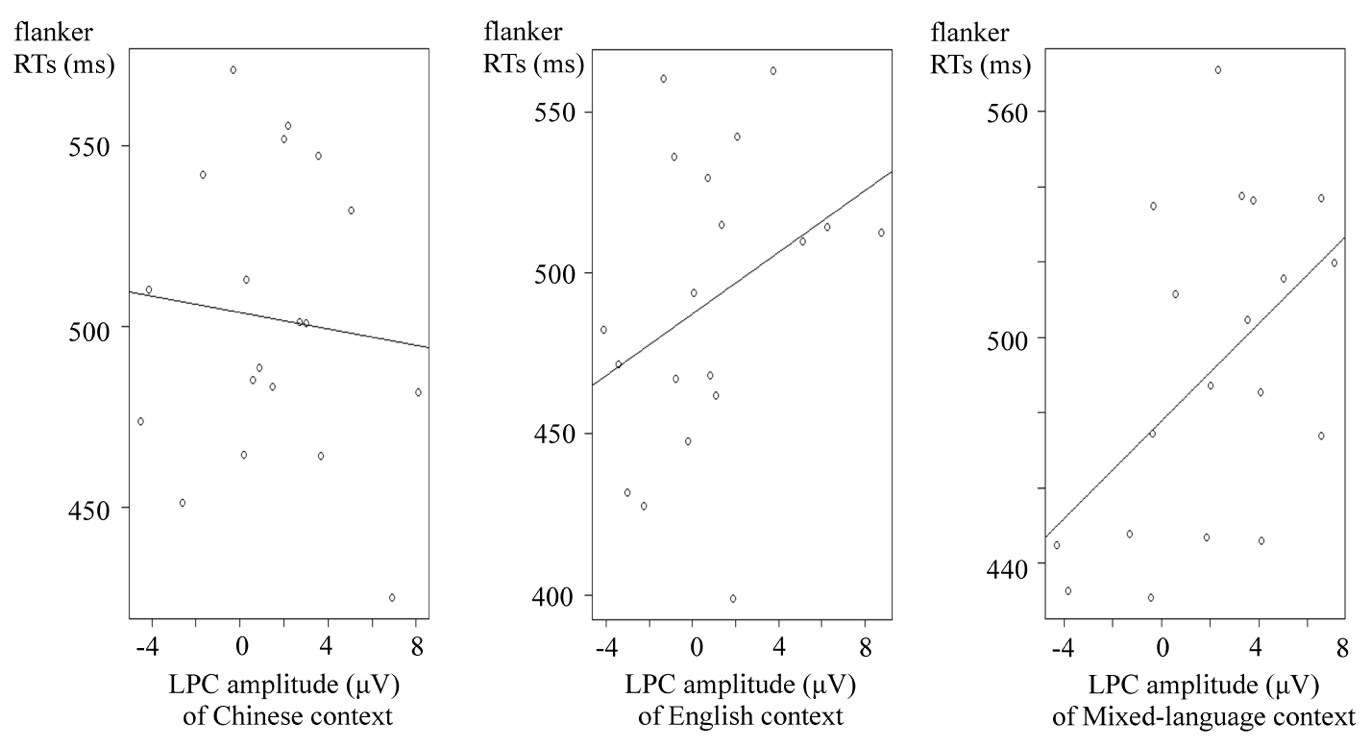 flanker
RTs (ms)
550
500
450
-4 0 4 8
LPC amplitude (μV)
of Chinese context
flanker
RTs (ms)
550
500
450
400
-4 0 4 8
LPC amplitude (μV)
of English context
flanker
RTs (ms)
560
500
440
-4 0 4 8
LPC amplitude (μV)
of Mixed-language context